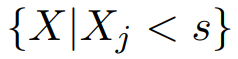 {X|X_j < s}